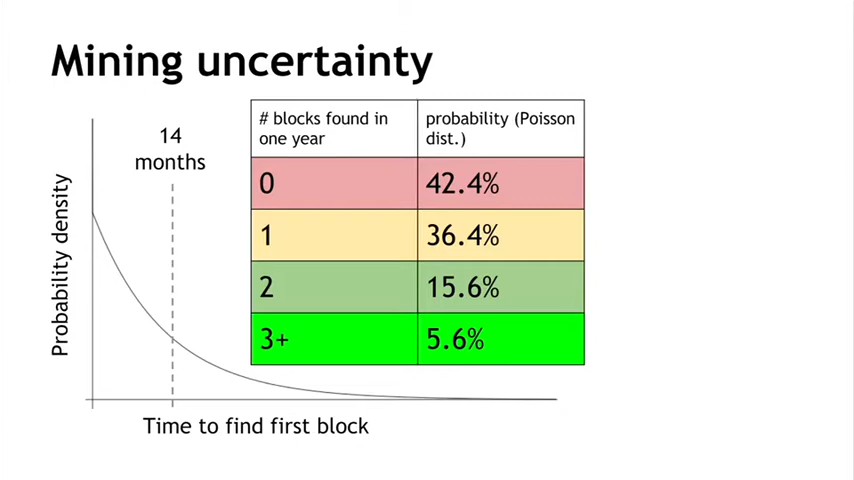 Mining uncertainty
14
months
Probability density
Time to find first block
# blocks found in
one year
probability (Poisson
dist.)
0
42.4%
1
36.4%
2
15.6%
3+
5.6%